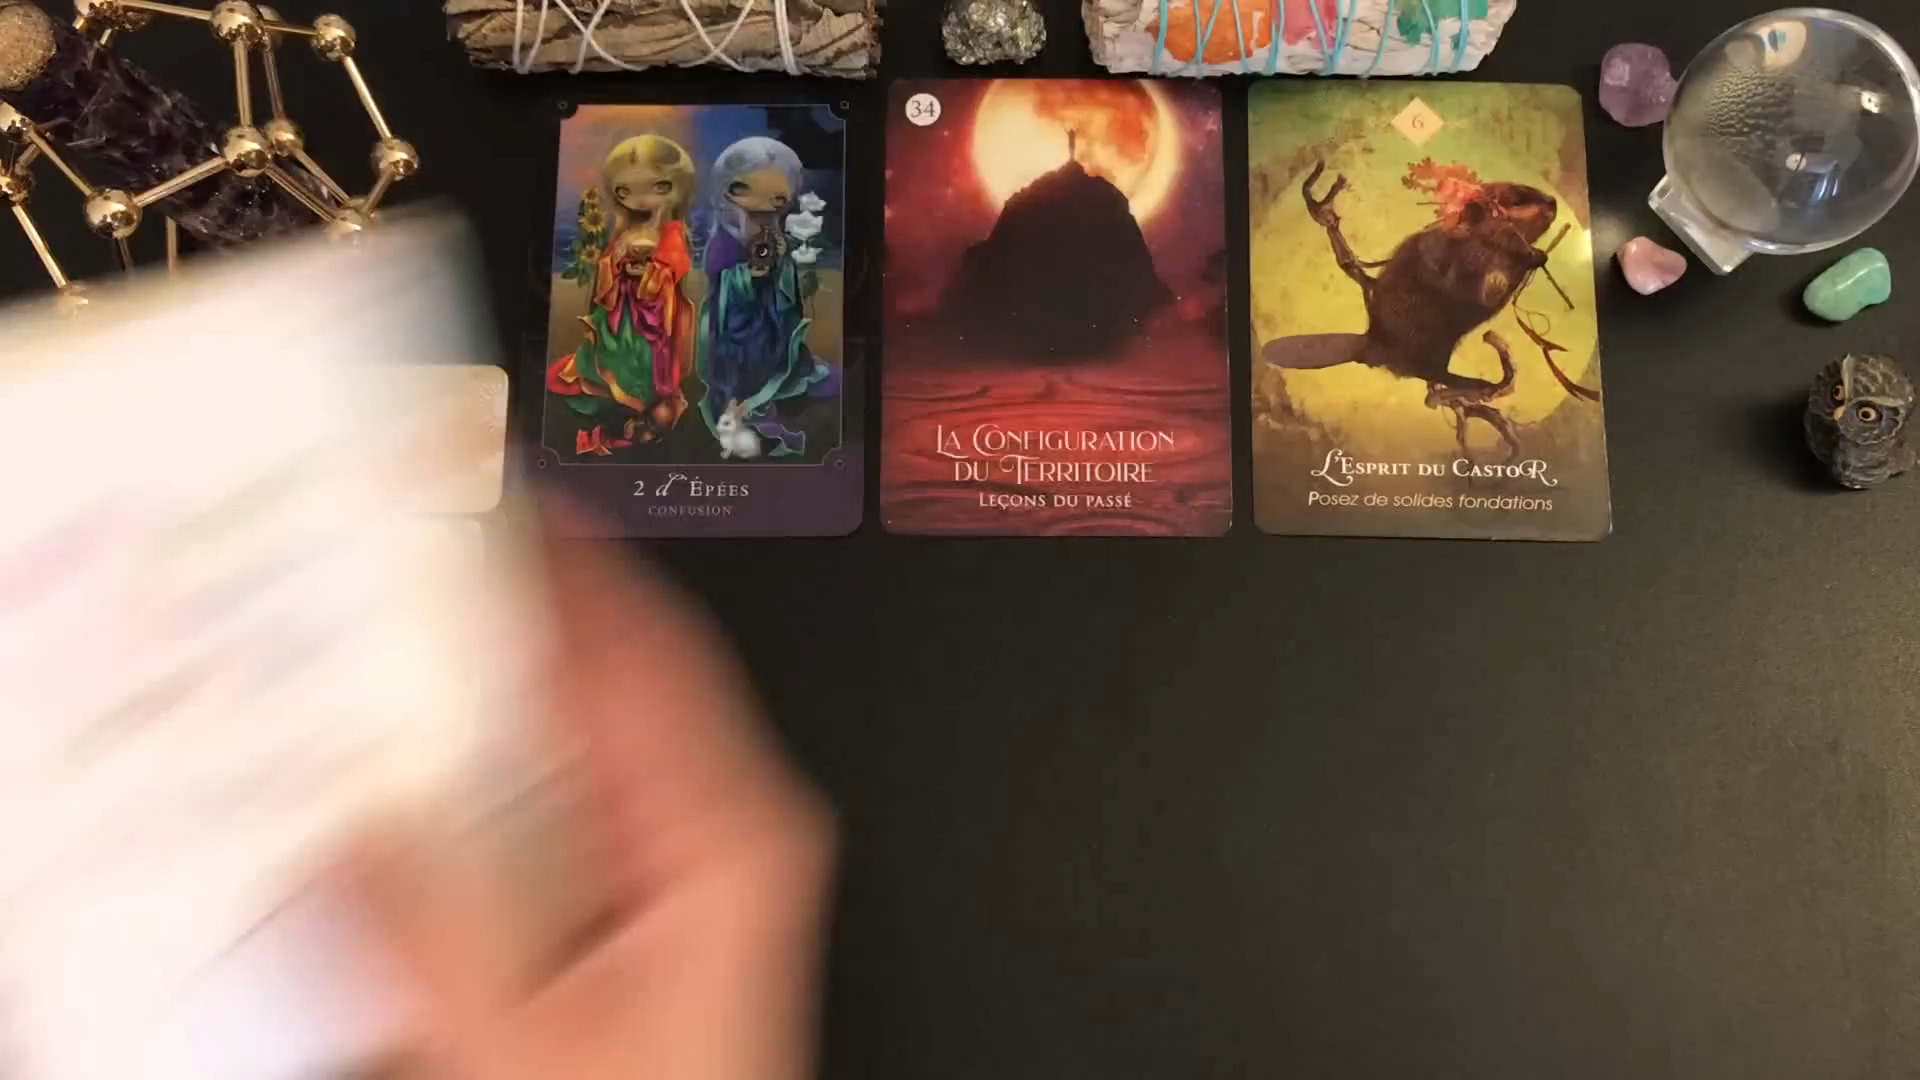 2 d'Épées
CONFUSION
34
La Configuration
du Territoire
Leçons du passé
6
L'Esprit du Castor
Posez de solides fondations